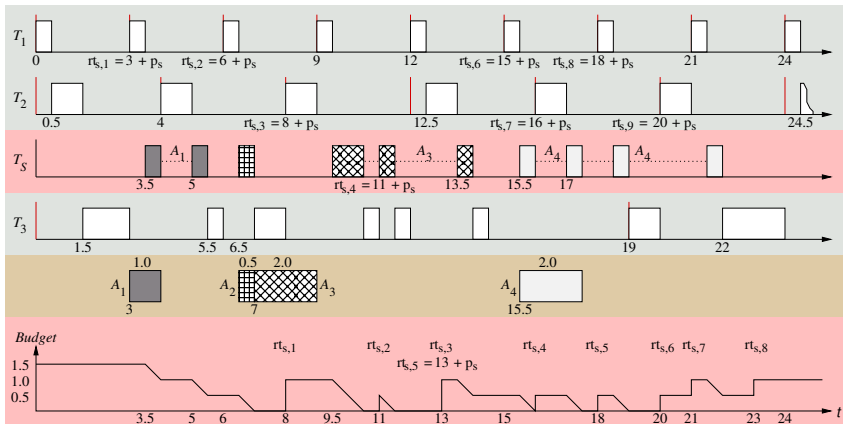 T1
0 rts,1 = 3 + ps rts,2 = 6 + ps 9 12 rts,6 = 15 + ps rts,8 = 18 + ps 21 24
T2
0.5 4 rts,3 = 8 + ps 12.5 rts,7 = 16 + ps rts,9 = 20 + ps 24.5
TS A1 A3 A4 A4
3.5 5 rts,4 = 11 + ps 13.5 15.5 17
T3
1.5 5.5 6.5 19 22
1.0 0.5 2.0 2.0
A1 A2 A3 A4
3 7 15.5
Budget rts,1 rts,2 rts,3 rts,4 rts,5 rts,6 rts,7 rts,8
rts,5 = 13 + ps
1.5
1.0
0.5
3.5 5 6 8 9.5 11 13 15 16 18 20 21 23 24 t